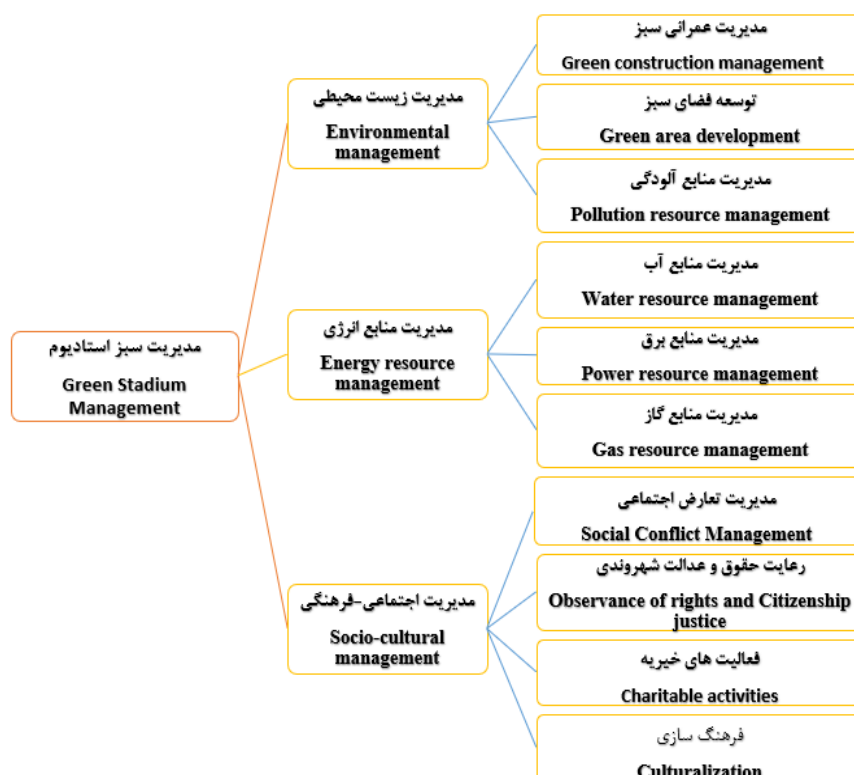 مدیریت سبز استادیوم
Green Stadium
Management
مدیریت زیست محیطی
Environmental
management
مدیریت عمرانی سبز
Green construction management
توسعه فضای سبز
Green area development
مدیریت منابع آلودگی
Pollution resource management
مدیریت منابع انرژی
Energy resource
management
مدیریت منابع آب
Water resource management
مدیریت منابع برق
Power resource management
مدیریت منابع گاز
Gas resource management
مدیریت اجتماعی-فرهنگی
Socio-cultural
management
مدیریت تعارض اجتماعی
Social Conflict Management
رعایت حقوق و عدالت شهروندی
Observance of rights and Citizenship
justice
فعالیت های خیریه
Charitable activities
فرهنگ سازی
Culturalization